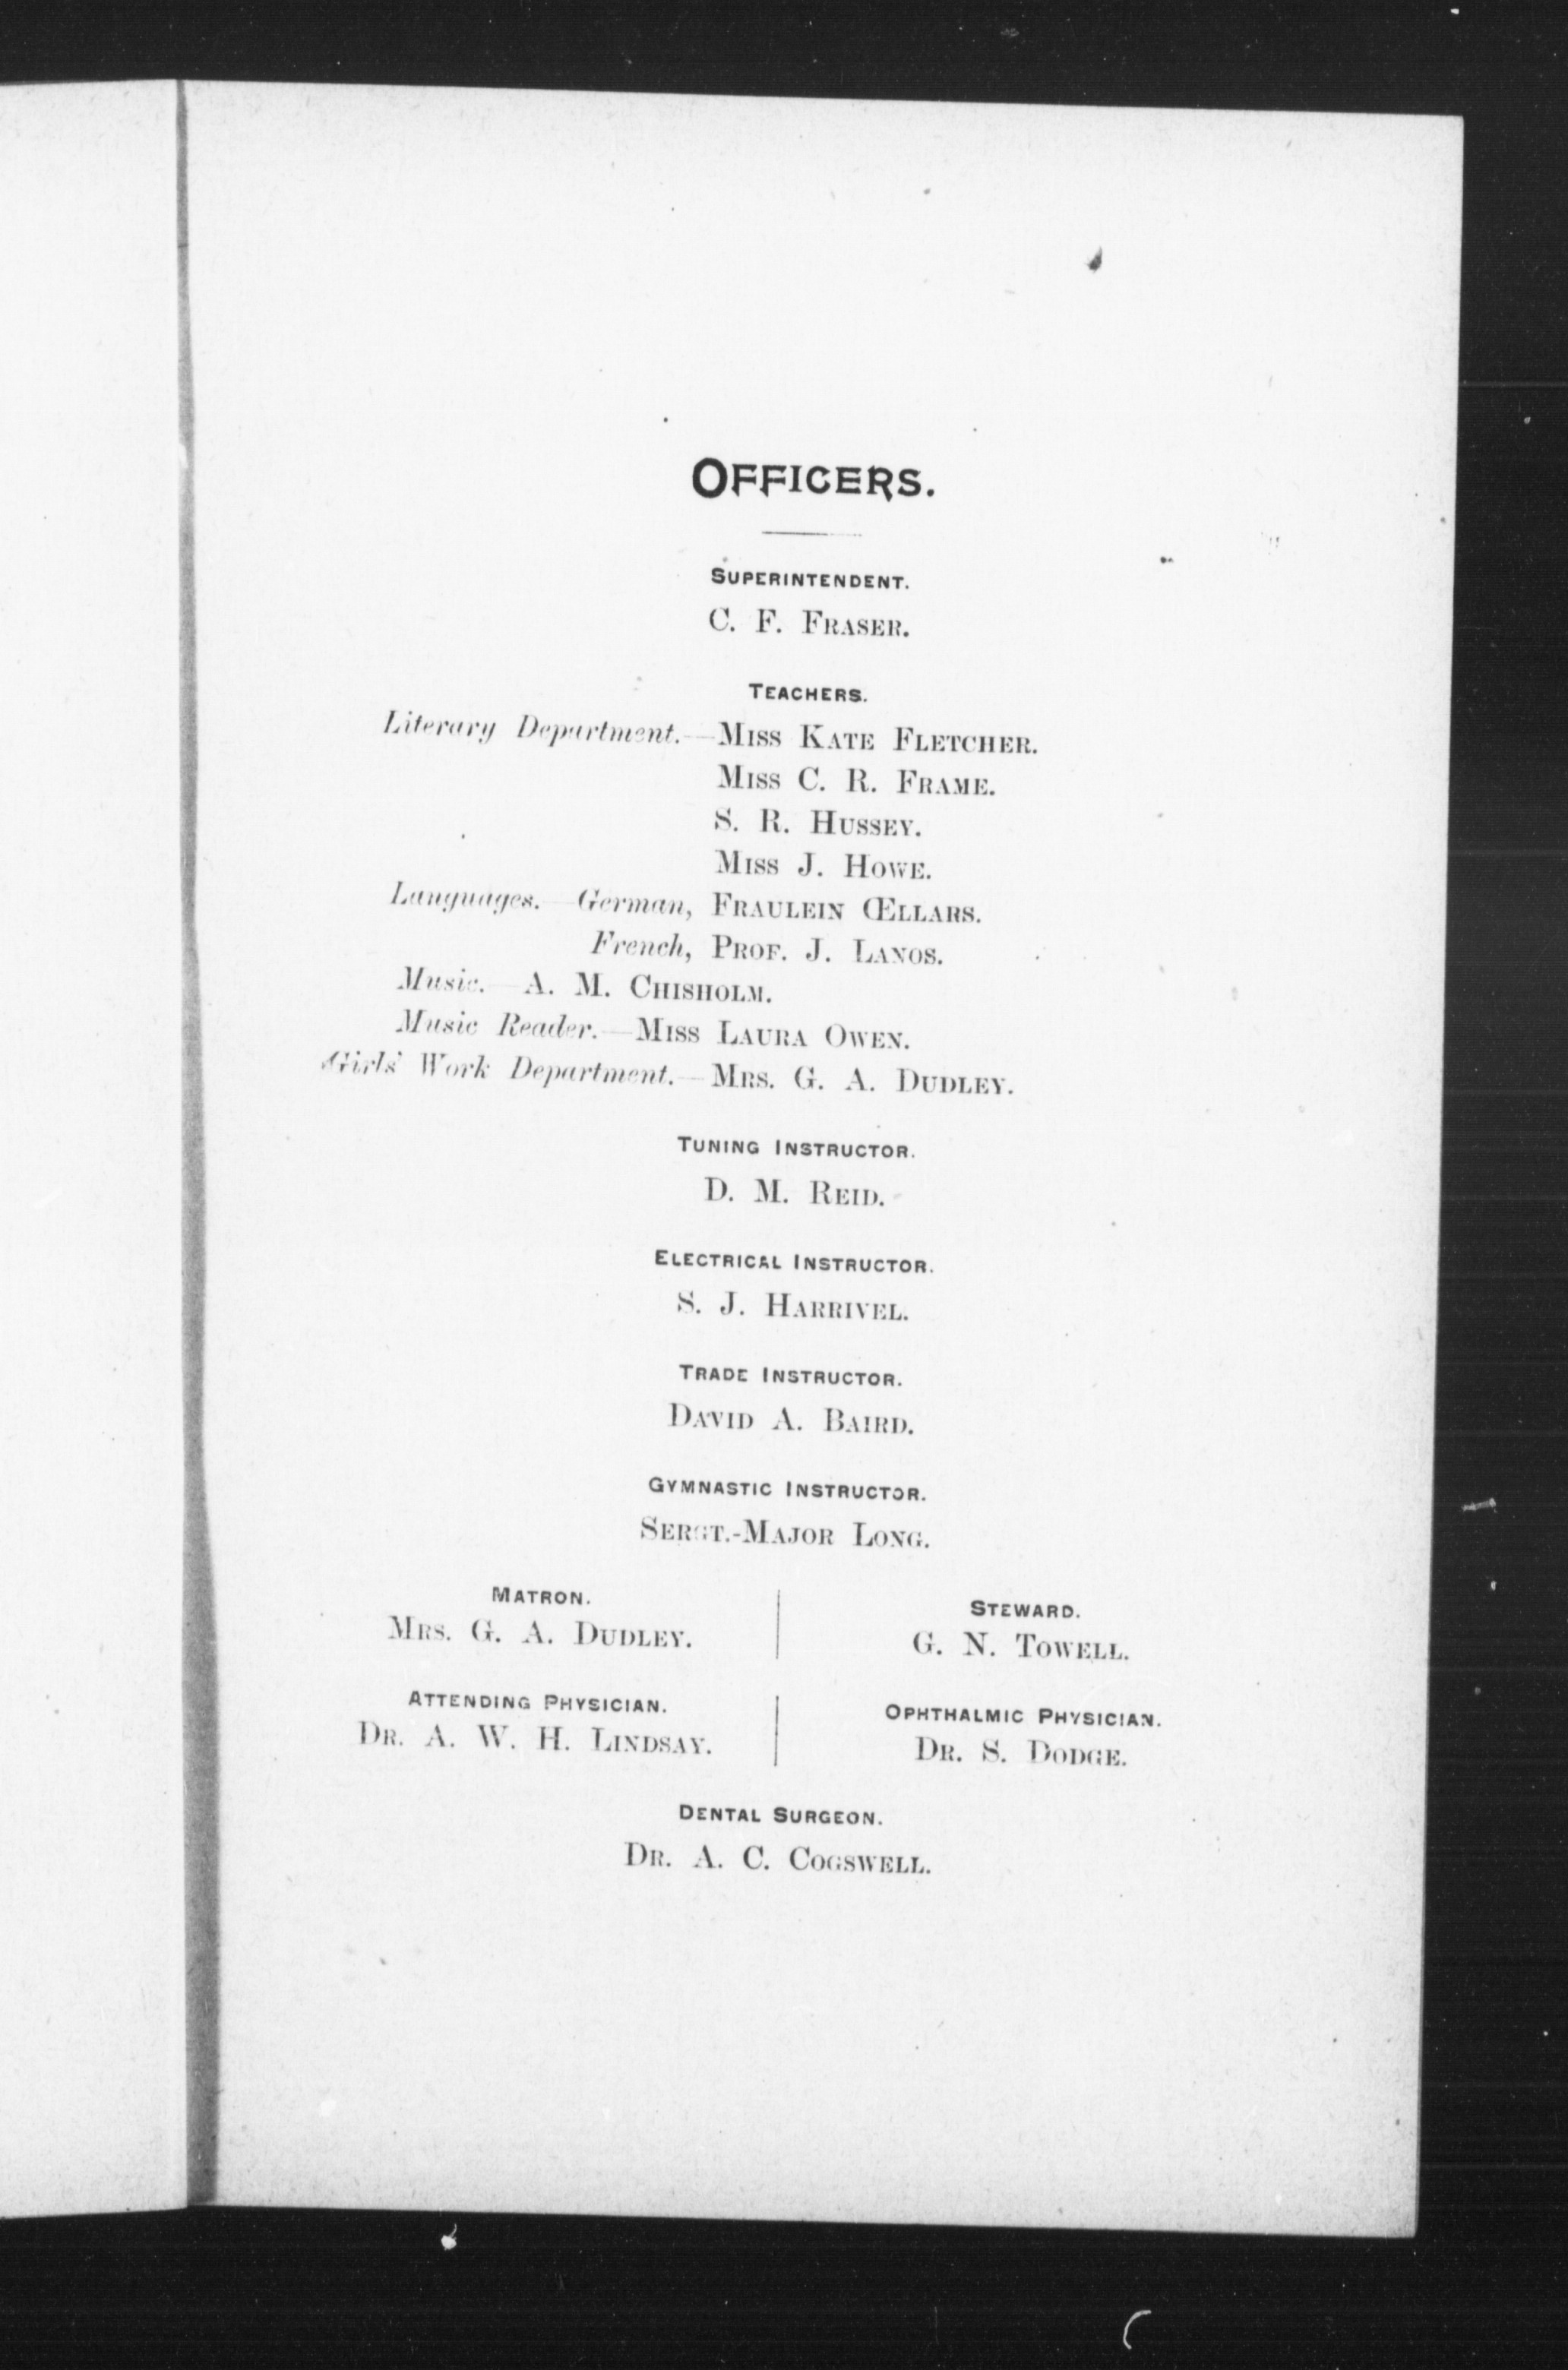 OFFICERS.
SUPERINTENDENT.
C. F. FRASER.
TEACHERS.
Literary Department.—MISS KATE FLETCHER.
MISS C. R. FRAME.
S. R. HUSSEY.
MISS J. HOWE.
Languages.—German, FRAULEIN ŒLLARS.
French, PROF. J. LANOS.
Music.—A. M. CHISHOLM.
Music Reader.—MISS LAURA OWEN.
Girls' Work Department.—MRS. G. A. DUDLEY.
TUNING INSTRUCTOR.
D. M. REID.
ELECTRICAL INSTRUCTOR.
S. J. HARRIVEL.
TRADE INSTRUCTOR.
DAVID A. BAIRD.
GYMNASTIC INSTRUCTOR.
SERGT.-MAJOR LONG.
MATRON.
MRS. G. A. DUDLEY.
STEWARD.
G. N. TOWELL.
ATTENDING PHYSICIAN.
DR. A. W. H. LINDSAY.
OPHTHALMIC PHYSICIAN.
DR. S. DODGE.
DENTAL SURGEON.
DR. A. C. COGSWELL.